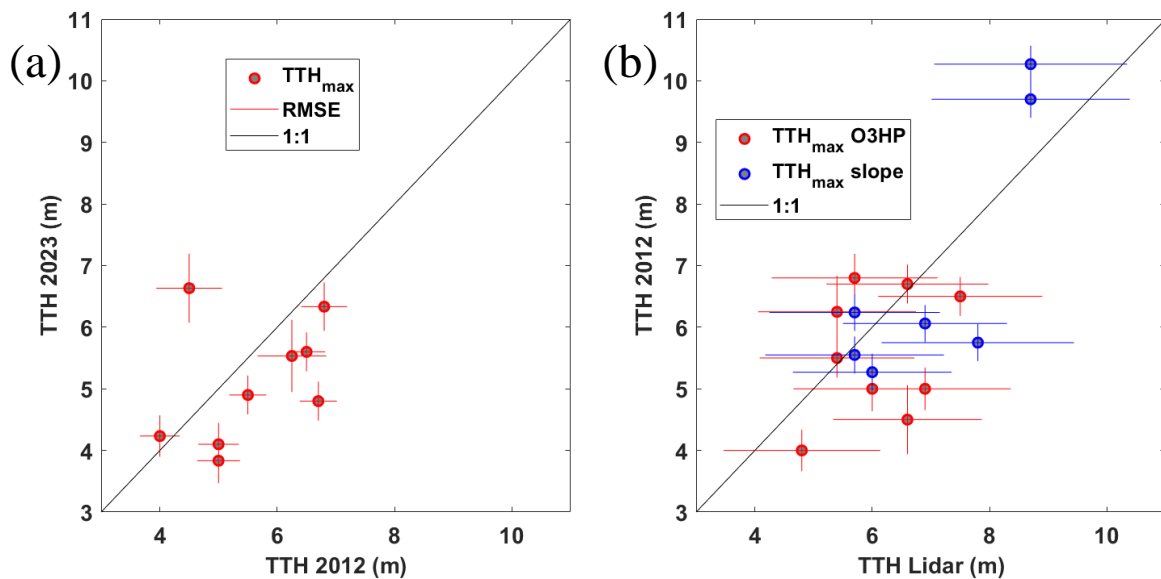 (a)
TTHmax
RMSE
1:1
11
10
9
8
7
6
5
4
3
TTH 2023 (m)
4 6 8 10
TTH 2012 (m)
(b)
TTHmax O3HP
TTHmax slope
1:1
11
10
9
8
7
6
5
4
3
TTH 2012 (m)
4 6 8 10
TTH Lidar (m)